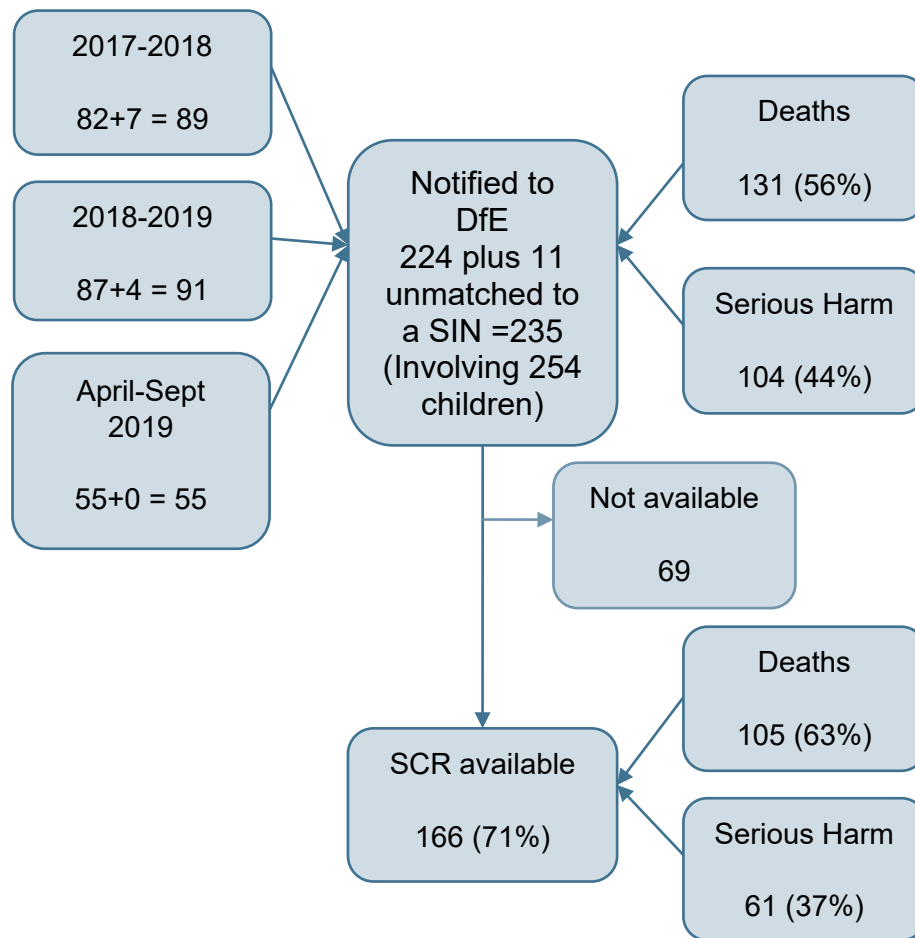 2017-2018
82+7 = 89
2018-2019
87+4 = 91
April-Sept
2019
55+0 = 55
Notified to
DfE
224 plus 11
unmatched to
a SIN =235
(Involving 254
children)
Deaths
131 (56%)
Serious Harm
104 (44%)
Not available
69
SCR available
166 (71%)
Deaths
105 (63%)
Serious Harm
61 (37%)